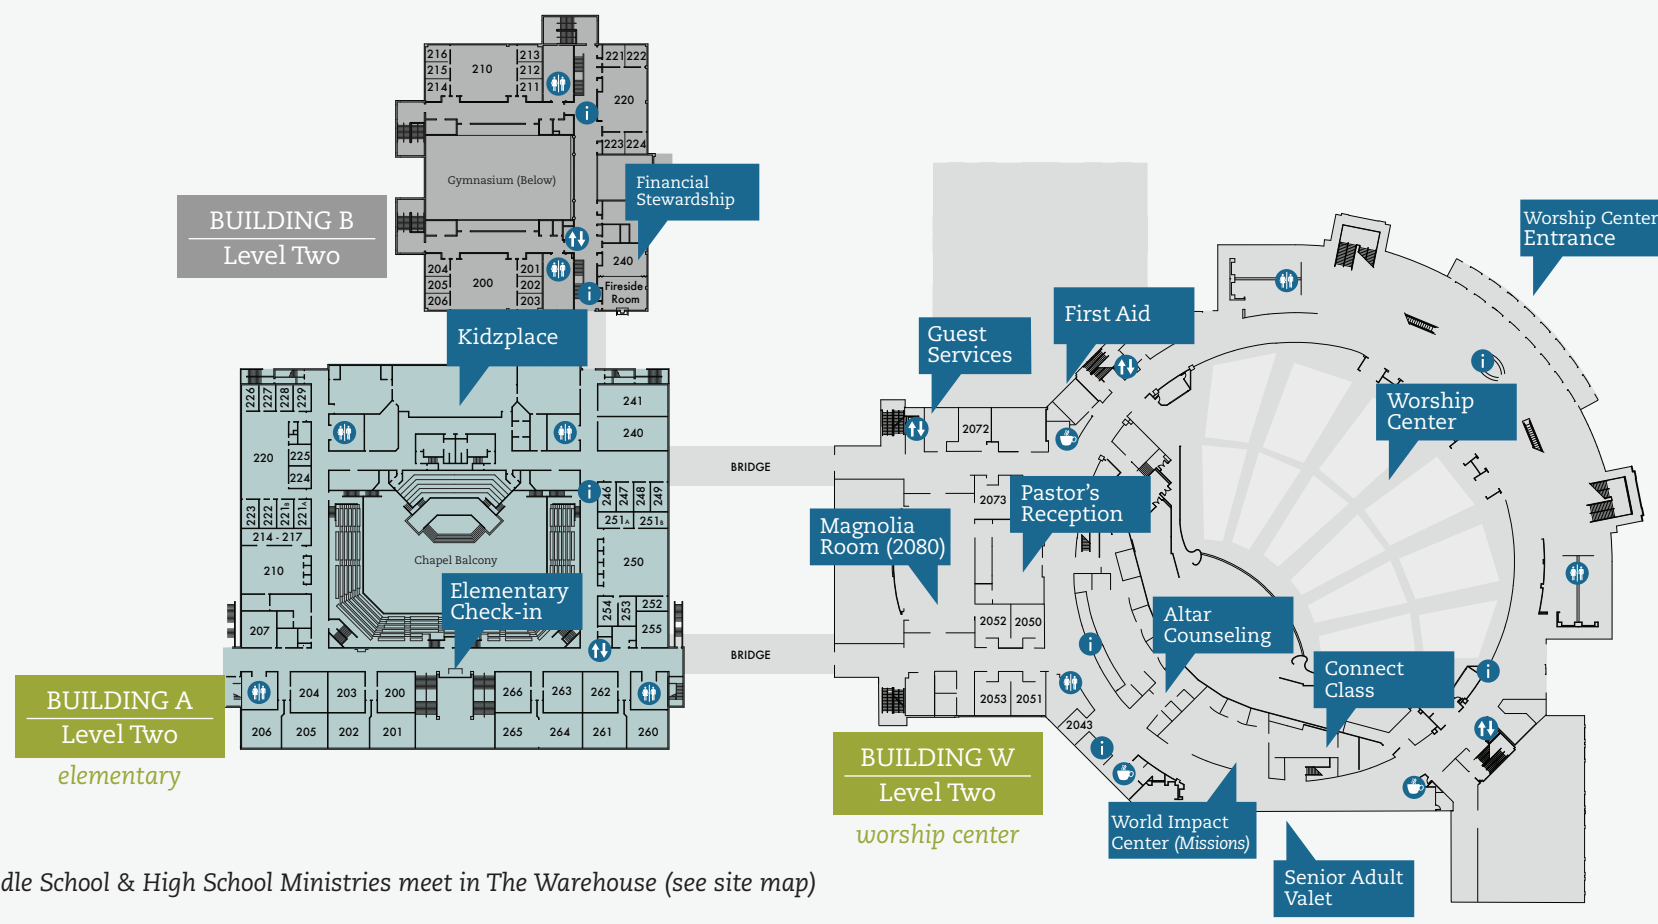 216
215
214
210
213
212
211
221 222
220
223 224
Gymnasium (Below)
Financial
Stewardship
BUILDING B
Level Two
204
205
206
200
201
202
203
240
Fireside
Room
Kidzplace
226
227
228
229
241
240
220
225
224
223
222
221B
221A
214 - 217
210
207
246
247
248
249
251A
251B
250
254
253
252
255
Chapel Balcony
Elementary
Check-in
204
203
200
266
263
262
206
205
202
201
265
264
261
260
BUILDING A
Level Two
elementary
BRIDGE
BRIDGE
Guest
Services
First Aid
Worship Center
Entrance
Worship
Center
2072
2073
Pastor's
Reception
Magnolia
Room (2080)
2052
2050
2053
2051
2043
Altar
Counseling
Connect
Class
BUILDING W
Level Two
worship center
World Impact
Center (Missions)
Senior Adult
Valet
dle School & High School Ministries meet in The Warehouse (see site map)